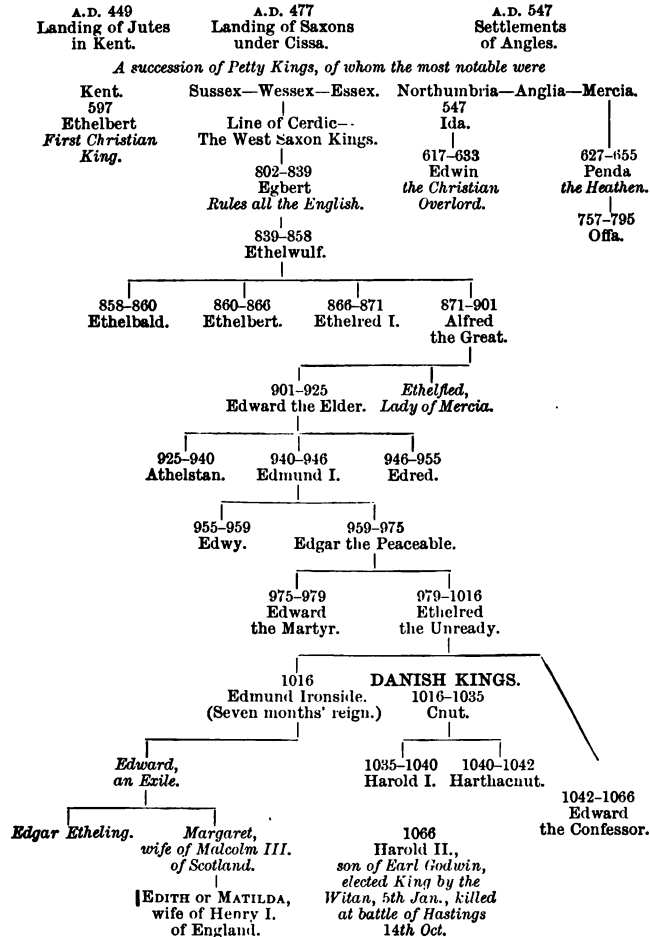 A.D. 449 A.D. 477 A.D. 547
Landing of Jutes Landing of Saxons Settlements
in Kent. under Cissa. of Angles.
A succession of Petty Kings, of whom the most notable were
Kent. Sussex—Wessex—Essex. Northumbria—Anglia—Mercia.
597 547
Ethelbert Line of Cerdic-- Ida.
First Christian The West Saxon Kings.
King. 617–633 627–655
802–839 Edwin Penda
Egbert the Christian the Heathen.
Rules all the English. Overlord.
757–795
839–858 Offa.
Ethelwulf.
858–860 860–866 866–871 871–901
Ethelbald. Ethelbert. Ethelred I. Alfred
the Great.
901–925 Ethelfled,
Edward the Elder. Lady of Mercia.
925–940 940–946 946–955
Athelstan. Edmund I. Edred.
955–959 959–975
Edwy. Edgar the Peaceable.
975–979 979–1016
Edward Ethelred
the Martyr. the Unready.
1016 DANISH KINGS.
Edmund Ironside. 1016–1035
(Seven months' reign.) Cnut.
Edward, 1035–1040 1040–1042
an Exile. Harold I. Harthacnut.
1042–1066
Edward
the Confessor.
Edgar Etheling. Margaret, 1066
wife of Malcolm III. Harold II.,
of Scotland. son of Earl Godwin,
elected King by the
EDITH OR MATILDA, Witan, 5th Jan., killed
wife of Henry I. at battle of Hastings
of England. 14th Oct.